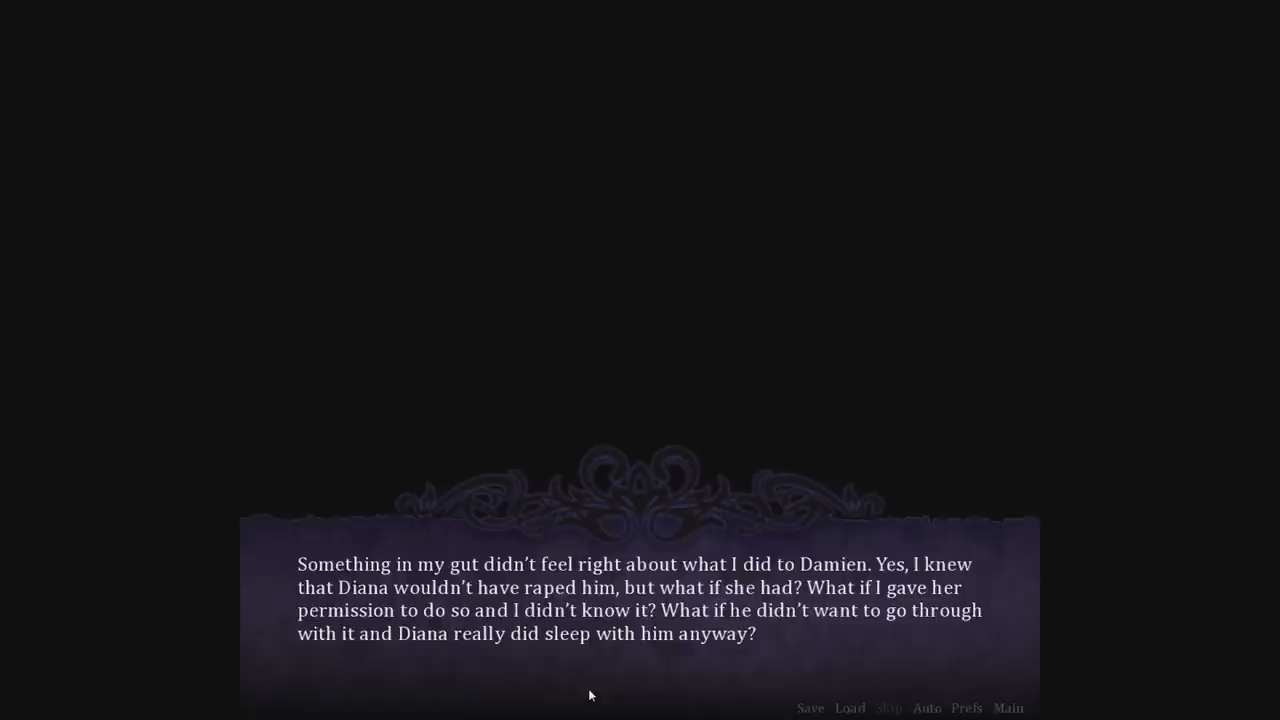 Something in my gut didn’t feel right about what I did to Damien. Yes, I knew
that Diana wouldn’t have raped him, but what if she had? What if I gave her
permission to do so and I didn’t know it? What if he didn’t want to go through
with it and Diana really did sleep with him anyway?
Save Load Skip Auto Prefs Main